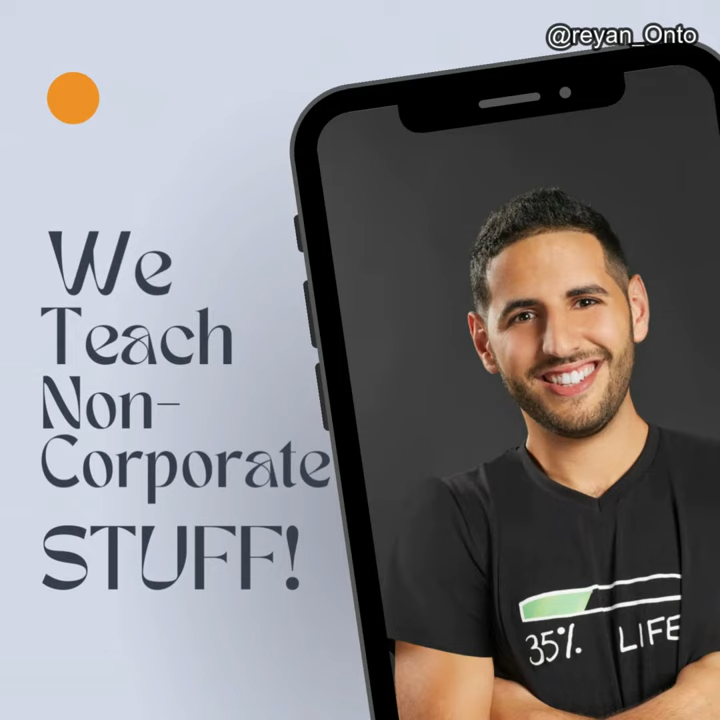 @reyan_Onto
We
Teach
Non-
Corporate
STUFF!
35% LIFE